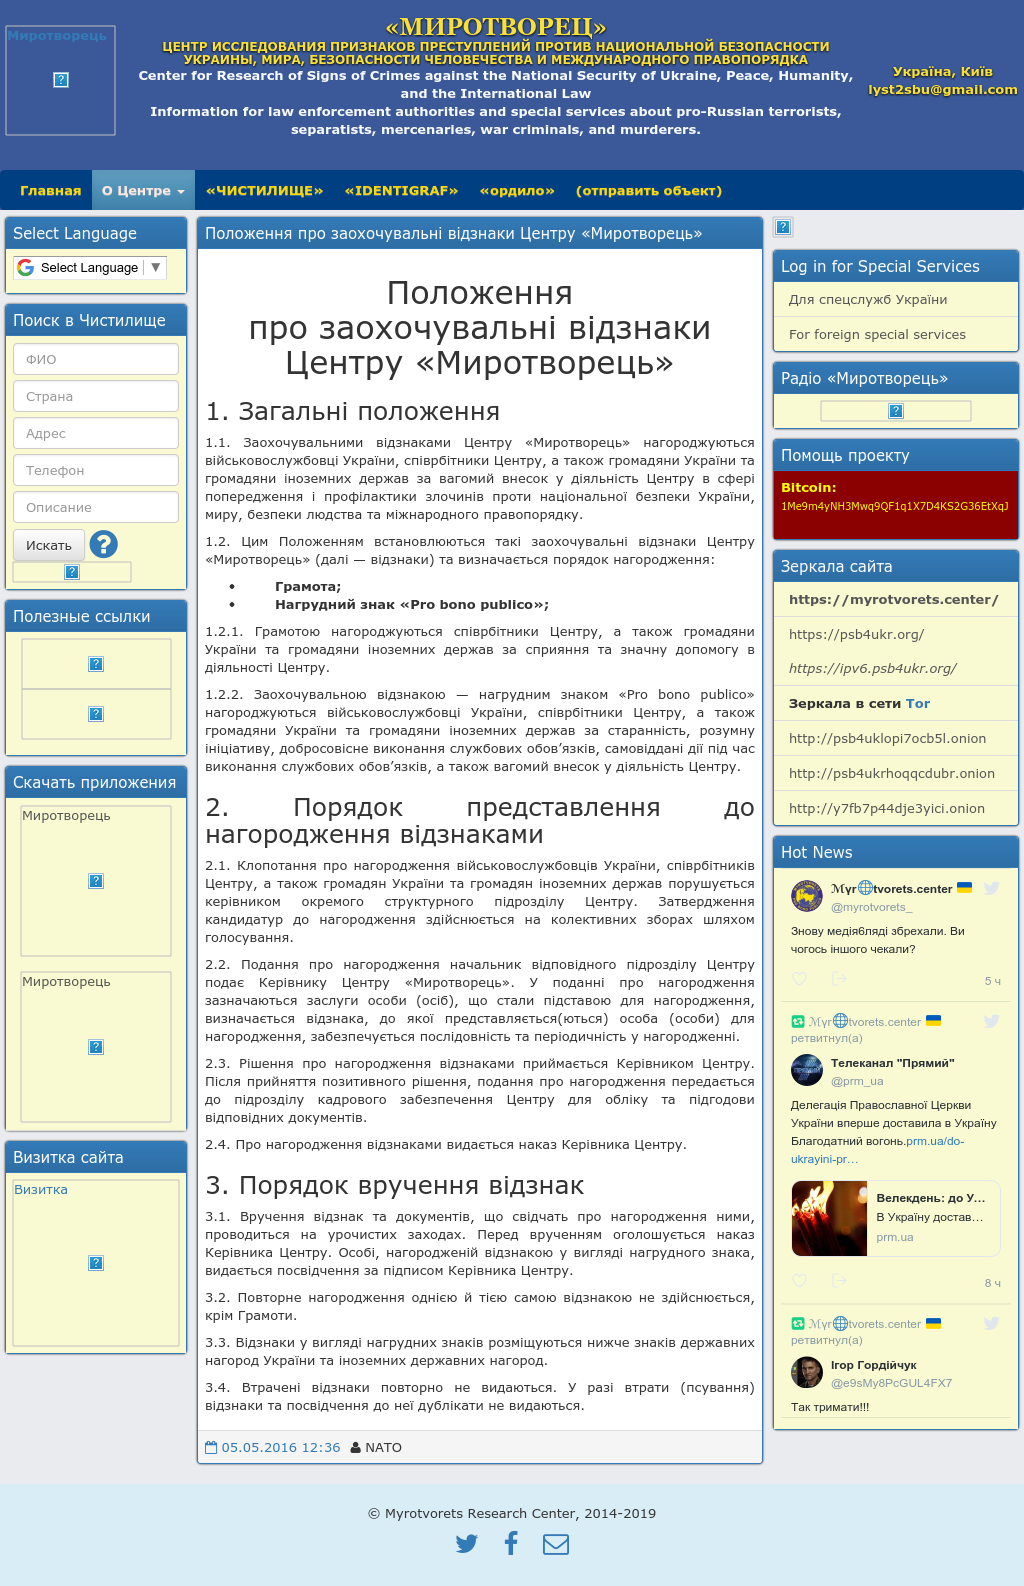 Миротворець
«МИРОТВОРЕЦ»
ЦЕНТР ИССЛЕДОВАНИЯ ПРИЗНАКОВ ПРЕСТУПЛЕНИЙ ПРОТИВ НАЦИОНАЛЬНОЙ БЕЗОПАСНОСТИ
УКРАИНЫ, МИРА, БЕЗОПАСНОСТИ ЧЕЛОВЕЧЕСТВА И МЕЖДУНАРОДНОГО ПРАВОПОРЯДКА
Center for Research of Signs of Crimes against the National Security of Ukraine, Peace, Humanity,
and the International Law
Information for law enforcement authorities and special services about pro-Russian terrorists,
separatists, mercenaries, war criminals, and murderers.
Україна, Київ
lyst2sbu@gmail.com
Главная О Центре «ЧИСТИЛИЩЕ» «IDENTIGRAF» «ордило» (отправить объект)
Select Language
Select Language ▼
Поиск в Чистилище
ФИО
Страна
Адрес
Телефон
Описание
Искать ?
Полезные ссылки
Скачать приложения
Миротворець
Миротворець
Визитка сайта
Визитка
Положення про заохочувальні відзнаки Центру «Миротворець»
Положення
про заохочувальні відзнаки
Центру «Миротворець»
1. Загальні положення
1.1. Заохочувальними відзнаками Центру «Миротворець» нагороджуються
військовослужбовці України, співрбітники Центру, а також громадяни України та
громадяни іноземних держав за вагомий внесок у діяльність Центру в сфері
попередження і профілактики злочинів проти національної безпеки України,
миру, безпеки людства та міжнародного правопорядку.
1.2. Цим Положенням встановлюються такі заохочувальні відзнаки Центру
«Миротворець» (далі — відзнаки) та визначається порядок нагородження:
• Грамота;
• Нагрудний знак «Pro bono publico»;
1.2.1. Грамотою нагороджуються співрбітники Центру, а також громадяни
України та громадяни іноземних держав за сприяння та значну допомогу в
діяльності Центру.
1.2.2. Заохочувальною відзнакою — нагрудним знаком «Pro bono publico»
нагороджуються військовослужбовці України, співрбітники Центру, а також
громадяни України та громадяни іноземних держав за старанність, розумну
ініціативу, добросовісне виконання службових обов’язків, самовіддані дії під час
виконання службових обов’язків, а також вагомий внесок у діяльність Центру.
2. Порядок представлення до
нагородження відзнаками
2.1. Клопотання про нагородження військовослужбовців України, співрбітників
Центру, а також громадян України та громадян іноземних держав порушується
керівником окремого структурного підрозділу Центру. Затвердження
кандидатур до нагородження здійснюється на колективних зборах шляхом
голосування.
2.2. Подання про нагородження начальник відповідного підрозділу Центру
подає Керівнику Центру «Миротворець». У поданні про нагородження
зазначаються заслуги особи (осіб), що стали підставою для нагородження,
визначається відзнака, до якої представляється(ються) особа (особи) для
нагородження, забезпечується послідовність та періодичність у нагородженні.
2.3. Рішення про нагородження відзнаками приймається Керівником Центру.
Після прийняття позитивного рішення, подання про нагородження передається
до підрозділу кадрового забезпечення Центру для обліку та підгодови
відповідних документів.
2.4. Про нагородження відзнаками видається наказ Керівника Центру.
3. Порядок вручення відзнак
3.1. Вручення відзнак та документів, що свідчать про нагородження ними,
проводиться на урочистих заходах. Перед врученням оголошується наказ
Керівника Центру. Особі, нагородженій відзнакою у вигляді нагрудного знака,
видається посвідчення за підписом Керівника Центру.
3.2. Повторне нагородження однією й тією самою відзнакою не здійснюється,
крім Грамоти.
3.3. Відзнаки у вигляді нагрудних знаків розміщуються нижче знаків державних
нагород України та іноземних державних нагород.
3.4. Втрачені відзнаки повторно не видаються. У разі втрати (псування)
відзнаки та посвідчення до неї дублікати не видаються.
05.05.2016 12:36 NATO
Log in for Special Services
Для спецслужб України
For foreign special services
Радіо «Миротворець»
Помощь проекту
Bitcoin:
1Me9m4yNH3Mwq9QF1q1X7D4KS2G36EtXqJ
Зеркала сайта
https://myrotvorets.center/
https://psb4ukr.org/
https://ipv6.psb4ukr.org/
Зеркала в сети Tor
http://psb4uklopi7ocb5l.onion
http://psb4ukrhoqqcdubr.onion
http://y7fb7p44dje3yici.onion
Hot News
ℳγr🌐tvorets.center 🇺🇦
@myrotvorets_
Знову медіябляді збрехали. Ви
чогось іншого чекали?
5 ч
ℳγr🌐tvorets.center 🇺🇦
ретвитнул(а)
Телеканал "Прямий"
@prm_ua
Делегація Православної Церкви
України вперше доставила в Україну
Благодатний вогонь.prm.ua/do-
ukrayini-pr…
Велекдень: до У…
В Україну достав…
prm.ua
8 ч
ℳγr🌐tvorets.center 🇺🇦
ретвитнул(а)
Ігор Гордійчук
@e9sMy8PcGUL4FX7
Так тримати!!!
© Myrotvorets Research Center, 2014-2019